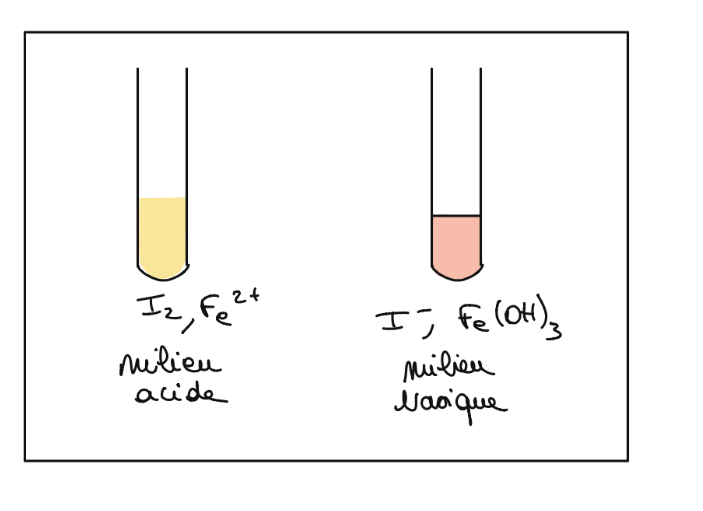 I₂, Fe²⁺
milieu
acide
I⁻, Fe(OH)₃
milieu
basique